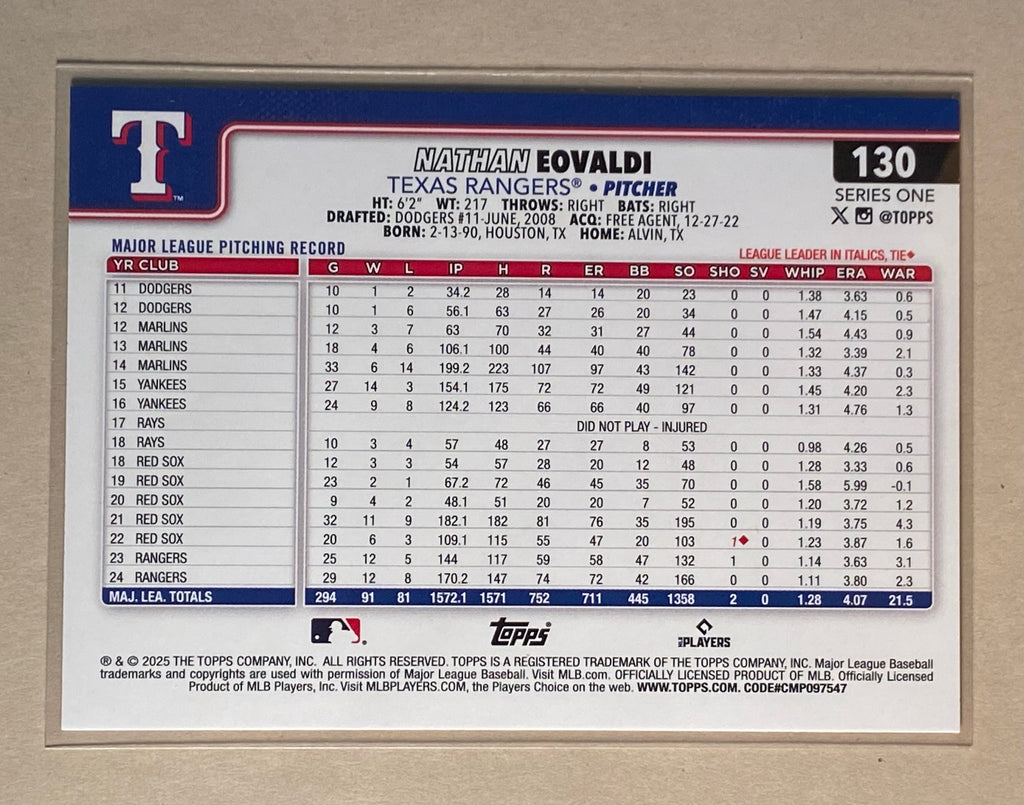 T
TM
NATHAN EOVALDI
130
TEXAS RANGERS® • PITCHER
SERIES ONE
HT: 6'2" WT: 217 THROWS: RIGHT BATS: RIGHT
@TOPPS
DRAFTED: DODGERS #11-JUNE, 2008 ACQ: FREE AGENT, 12-27-22
BORN: 2-13-90, HOUSTON, TX HOME: ALVIN, TX
MAJOR LEAGUE PITCHING RECORD
LEAGUE LEADER IN ITALICS, TIE◆
YR CLUB G W L IP H R ER BB SO SHO SV WHIP ERA WAR
11 DODGERS 10 1 2 34.2 28 14 14 20 23 0 0 1.38 3.63 0.6
12 DODGERS 10 1 6 56.1 63 27 26 20 34 0 0 1.47 4.15 0.5
12 MARLINS 12 3 7 63 70 32 31 27 44 0 0 1.54 4.43 0.9
13 MARLINS 18 4 6 106.1 100 44 40 40 78 0 0 1.32 3.39 2.1
14 MARLINS 33 6 14 199.2 223 107 97 43 142 0 0 1.33 4.37 0.3
15 YANKEES 27 14 3 154.1 175 72 72 49 121 0 0 1.45 4.20 2.3
16 YANKEES 24 9 8 124.2 123 66 66 40 97 0 0 1.31 4.76 1.3
17 RAYS DID NOT PLAY - INJURED
18 RAYS 10 3 4 57 48 27 27 8 53 0 0 0.98 4.26 0.5
18 RED SOX 12 3 3 54 57 28 20 12 48 0 0 1.28 3.33 0.6
19 RED SOX 23 2 1 67.2 72 46 45 35 70 0 0 1.58 5.99 -0.1
20 RED SOX 9 4 2 48.1 51 20 20 7 52 0 0 1.20 3.72 1.2
21 RED SOX 32 11 9 182.1 182 81 76 35 195 0 0 1.19 3.75 4.3
22 RED SOX 20 6 3 109.1 115 55 47 20 103 1◆ 0 1.23 3.87 1.6
23 RANGERS 25 12 5 144 117 59 58 47 132 1 0 1.14 3.63 3.1
24 RANGERS 29 12 8 170.2 147 74 72 42 166 0 0 1.11 3.80 2.3
MAJ. LEA. TOTALS 294 91 81 1572.1 1571 752 711 445 1358 2 0 1.28 4.07 21.5
topps
MLB PLAYERS
® & © 2025 THE TOPPS COMPANY, INC. ALL RIGHTS RESERVED. TOPPS IS A REGISTERED TRADEMARK OF THE TOPPS COMPANY, INC. Major League Baseball
trademarks and copyrights are used with permission of Major League Baseball. Visit MLB.com. OFFICIALLY LICENSED PRODUCT OF MLB. Officially Licensed
Product of MLB Players, Inc. Visit MLBPLAYERS.COM, the Players Choice on the web. WWW.TOPPS.COM. CODE#CMP097547